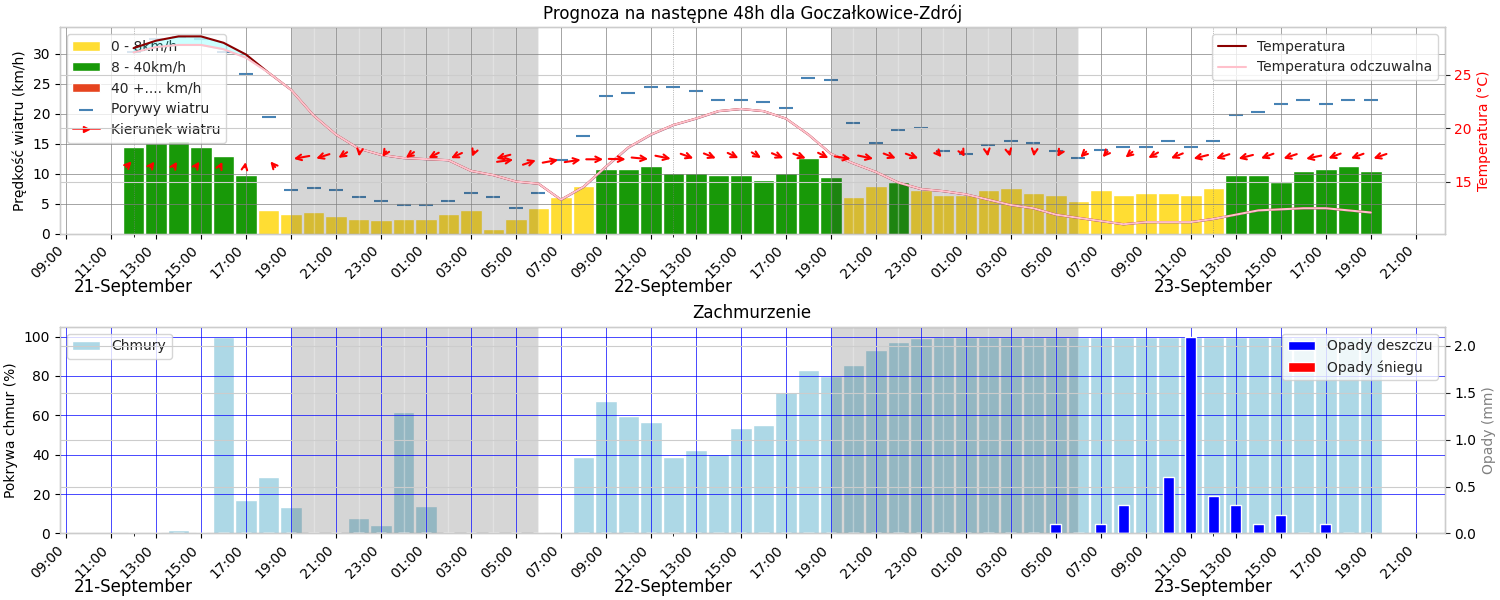 Prognoza na następne 48h dla Goczałkowice-Zdrój
Prędkość wiatru (km/h)
30
25
20
15
10
5
0
0 - 8km/h
8 - 40km/h
40 +.... km/h
Porywy wiatru
Kierunek wiatru
Temperatura
Temperatura odczuwalna
25
20
15
Temperatura (°C)
09:00 11:00 13:00 15:00 17:00 19:00 21:00 23:00 01:00 03:00 05:00 07:00 09:00 11:00 13:00 15:00 17:00 19:00 21:00 23:00 01:00 03:00 05:00 07:00 09:00 11:00 13:00 15:00 17:00 19:00 21:00
21-September 22-September 23-September
Zachmurzenie
Pokrywa chmur (%)
100
80
60
40
20
0
Chmury
Opady deszczu
Opady śniegu
2.0
1.5
1.0
0.5
0.0
Opady (mm)
09:00 11:00 13:00 15:00 17:00 19:00 21:00 23:00 01:00 03:00 05:00 07:00 09:00 11:00 13:00 15:00 17:00 19:00 21:00 23:00 01:00 03:00 05:00 07:00 09:00 11:00 13:00 15:00 17:00 19:00 21:00
21-September 22-September 23-September